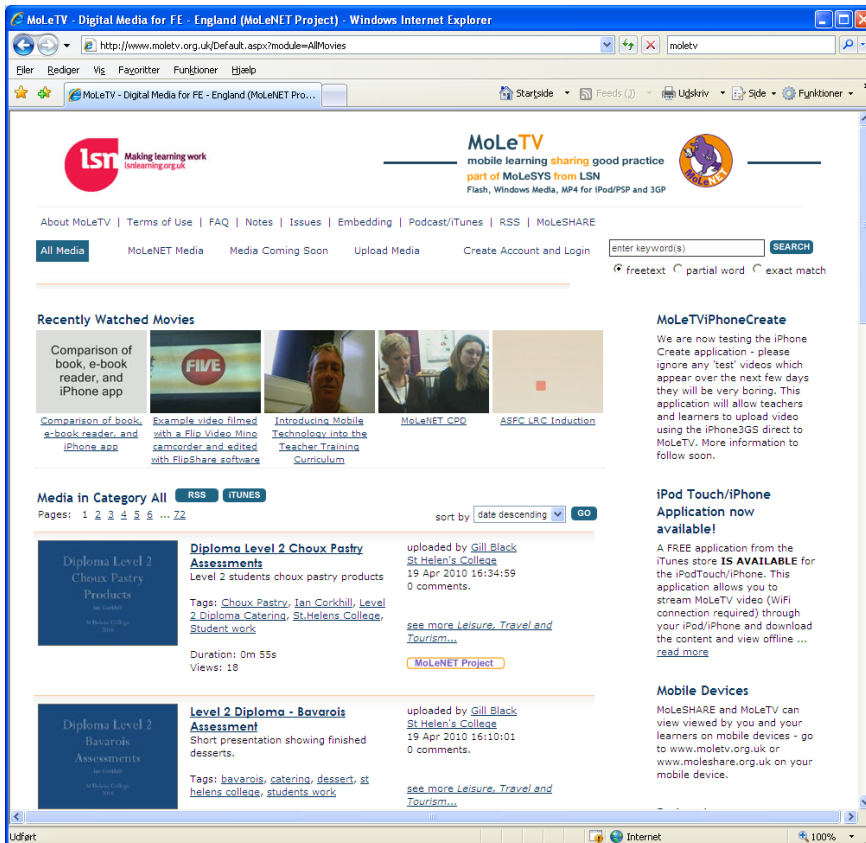 MoLeTV - Digital Media for FE - England (MoLeNET Project) - Windows Internet Explorer
http://www.moletv.org.uk/Default.aspx?module=AllMovies
moletv
Filer Rediger Vis Favoritter Funktioner Hjælp
MoLeTV - Digital Media for FE - England (MoLeNET Pro...
Startside Feeds (J) Udskriv Side Funktioner
lsn Making learning work
lsnlearning.org.uk
MoLeTV
mobile learning sharing good practice
part of MoLeSYS from LSN
Flash, Windows Media, MP4 for iPod/PSP and 3GP
MoLeNET
About MoLeTV | Terms of Use | FAQ | Notes | Issues | Embedding | Podcast/iTunes | RSS | MoLeSHARE
All Media MoLeNET Media Media Coming Soon Upload Media Create Account and Login
enter keyword(s) SEARCH
freetext partial word exact match
Recently Watched Movies
Comparison of
book, e-book
reader, and
iPhone app
FIVE
Comparison of book,
e-book reader, and
iPhone app
Example video filmed
with a Flip Video Mino
camcorder and edited
with FlipShare software
Introducing Mobile
Technology into the
Teacher Training
Curriculum
MoLeNET CPD
ASFC LRC Induction
Media in Category All RSS iTUNES
Pages: 1 2 3 4 5 6 ... 72
sort by date descending GO
Diploma Level 2
Choux Pastry
Products
Ian Corkhill
St Helens College
2010
Diploma Level 2 Choux Pastry
Assessments
Level 2 students choux pastry products
Tags: Choux Pastry, Ian Corkhill, Level
2 Diploma Catering, St.Helens College,
Student work
Duration: 0m 55s
Views: 18
uploaded by Gill Black
St Helen's College
19 Apr 2010 16:34:59
0 comments.
see more Leisure, Travel and
Tourism...
MoLeNET Project
Diploma Level 2
Bavarois
Assessments
Ian Corkhill
St Helens College
2010
Level 2 Diploma - Bavarois
Assessment
Short presentation showing finished
desserts.
Tags: bavarois, catering, dessert, st
helens college, students work
uploaded by Gill Black
St Helen's College
19 Apr 2010 16:10:01
0 comments.
see more Leisure, Travel and
Tourism...
MoLeTViPhoneCreate
We are now testing the iPhone
Create application - please
ignore any 'test' videos which
appear over the next few days
they will be very boring. This
application will allow teachers
and learners to upload video
using the iPhone3GS direct to
MoLeTV. More information to
follow soon.
iPod Touch/iPhone
Application now
available!
A FREE application from the
iTunes store IS AVAILABLE for
the iPodTouch/iPhone. This
application allows you to
stream MoLeTV video (WiFi
connection required) through
your iPod/iPhone and download
the content and view offline ...
read more
Mobile Devices
MoLeSHARE and MoLeTV can
view viewed by you and your
learners on mobile devices - go
to www.moletv.org.uk or
www.moleshare.org.uk on your
mobile device.
Udført Internet 100%